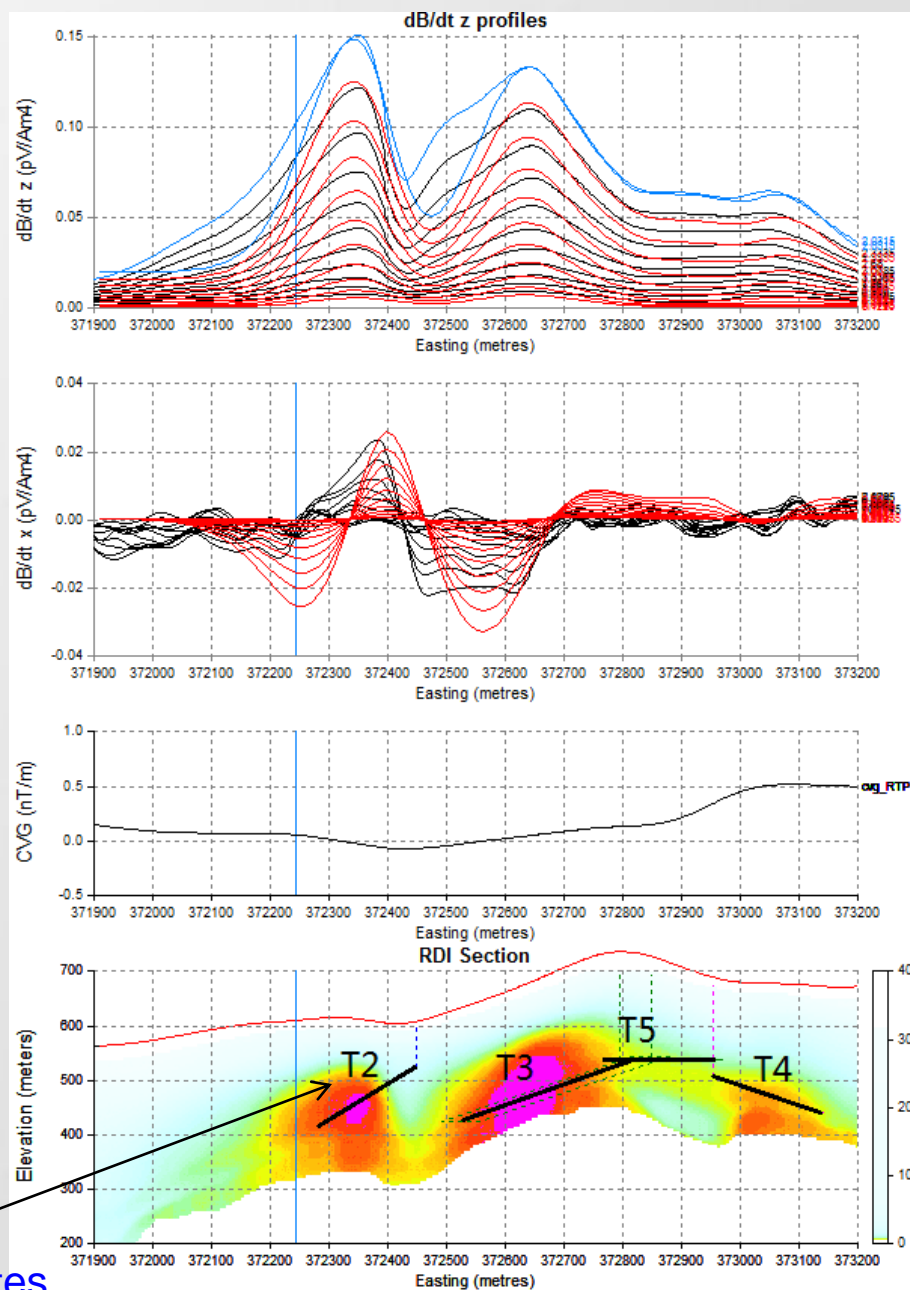 dB/dt z profiles
0.15
0.10
0.05
0.00
dB/dt z (pV/Am4)
371900 372000 372100 372200 372300 372400 372500 372600 372700 372800 372900 373000 373100 373200
Easting (metres)
0.04
0.02
0.00
-0.02
-0.04
dB/dt x (pV/Am4)
371900 372000 372100 372200 372300 372400 372500 372600 372700 372800 372900 373000 373100 373200
Easting (metres)
1.0
0.5
0.0
-0.5
CVG (nT/m)
cvg_RTP
371900 372000 372100 372200 372300 372400 372500 372600 372700 372800 372900 373000 373100 373200
Easting (metres)
RDI Section
700
600
500
400
300
200
Elevation (meters)
T2
T3
T5
T4
10
0
371900 372000 372100 372200 372300 372400 372500 372600 372700 372800 372900 373000 373100 373200
Easting (metres)